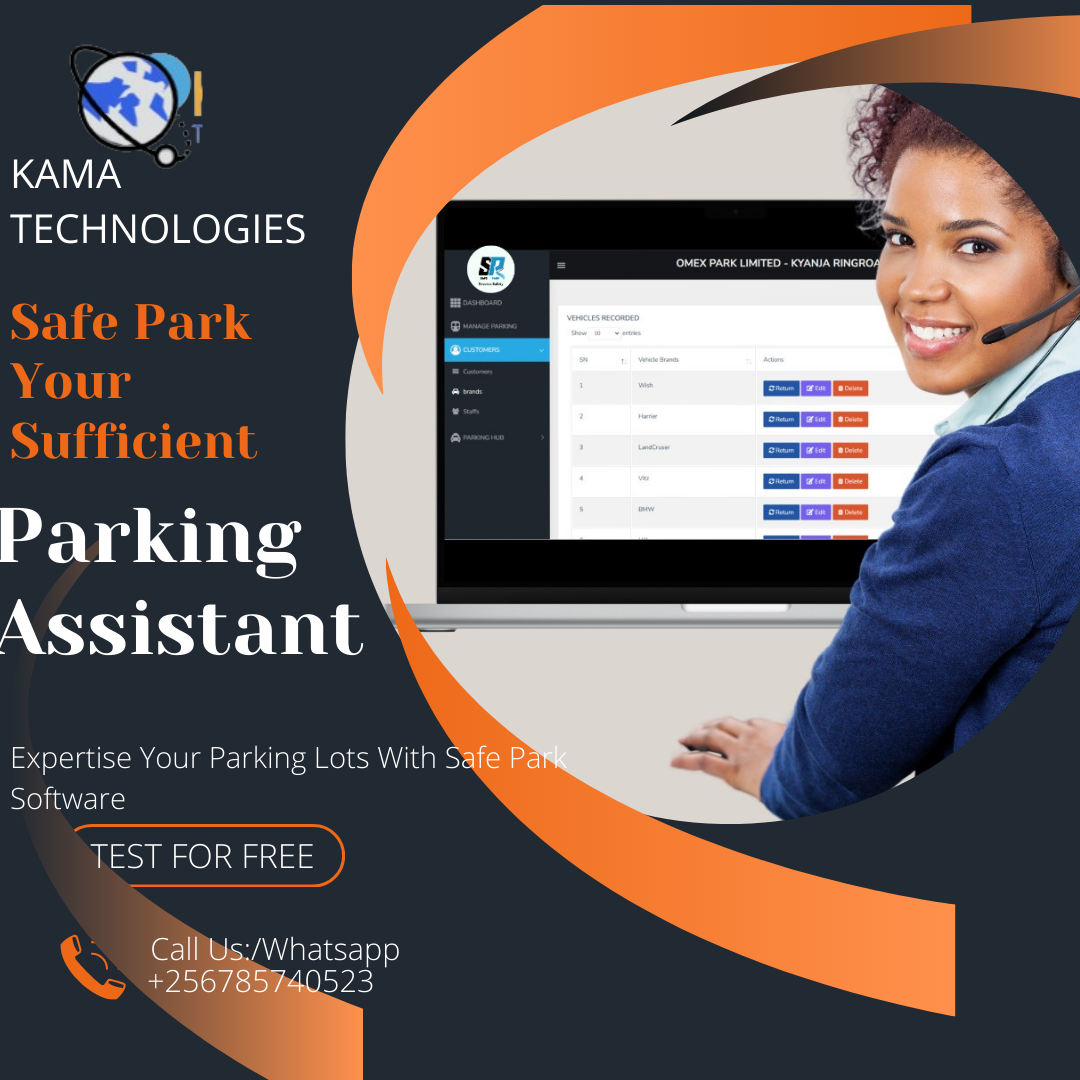 KAMA
TECHNOLOGIES
Safe Park
Your
Sufficient
Parking
Assistant
Expertise Your Parking Lots With Safe Park
Software
TEST FOR FREE
Call Us:/Whatsapp
+256785740523
SP
OMEX PARK LIMITED - KYANJA RINGROA
DASHBOARD
MANAGE PARKING
CUSTOMERS
Customers
brands
Staffs
PARKING HUB
VEHICLES RECORDED
Show 10 entries
SN Vehicle Brands Actions
1 Wish Return Edit Delete
2 Harrier Return Edit Delete
3 LandCruser Return Edit Delete
4 Vitz Return Edit Delete
5 BMW Return Edit Delete